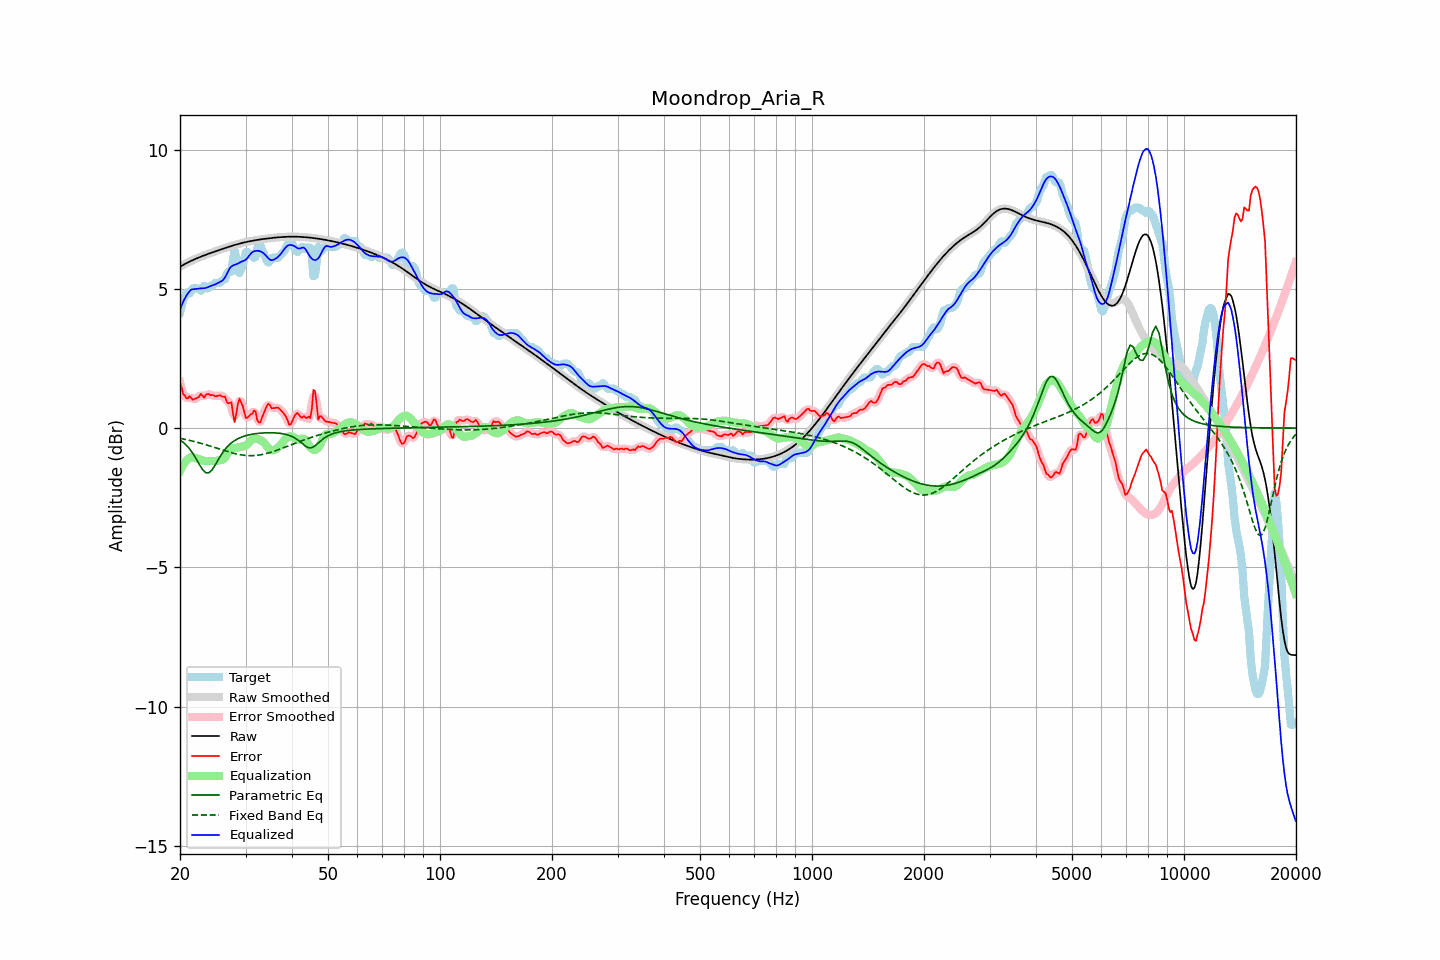 Moondrop_Aria_R
Amplitude (dBr)
10
5
0
−5
−10
−15
Target
Raw Smoothed
Error Smoothed
Raw
Error
Equalization
Parametric Eq
Fixed Band Eq
Equalized
20 50 100 200 500 1000 2000 5000 10000 20000
Frequency (Hz)